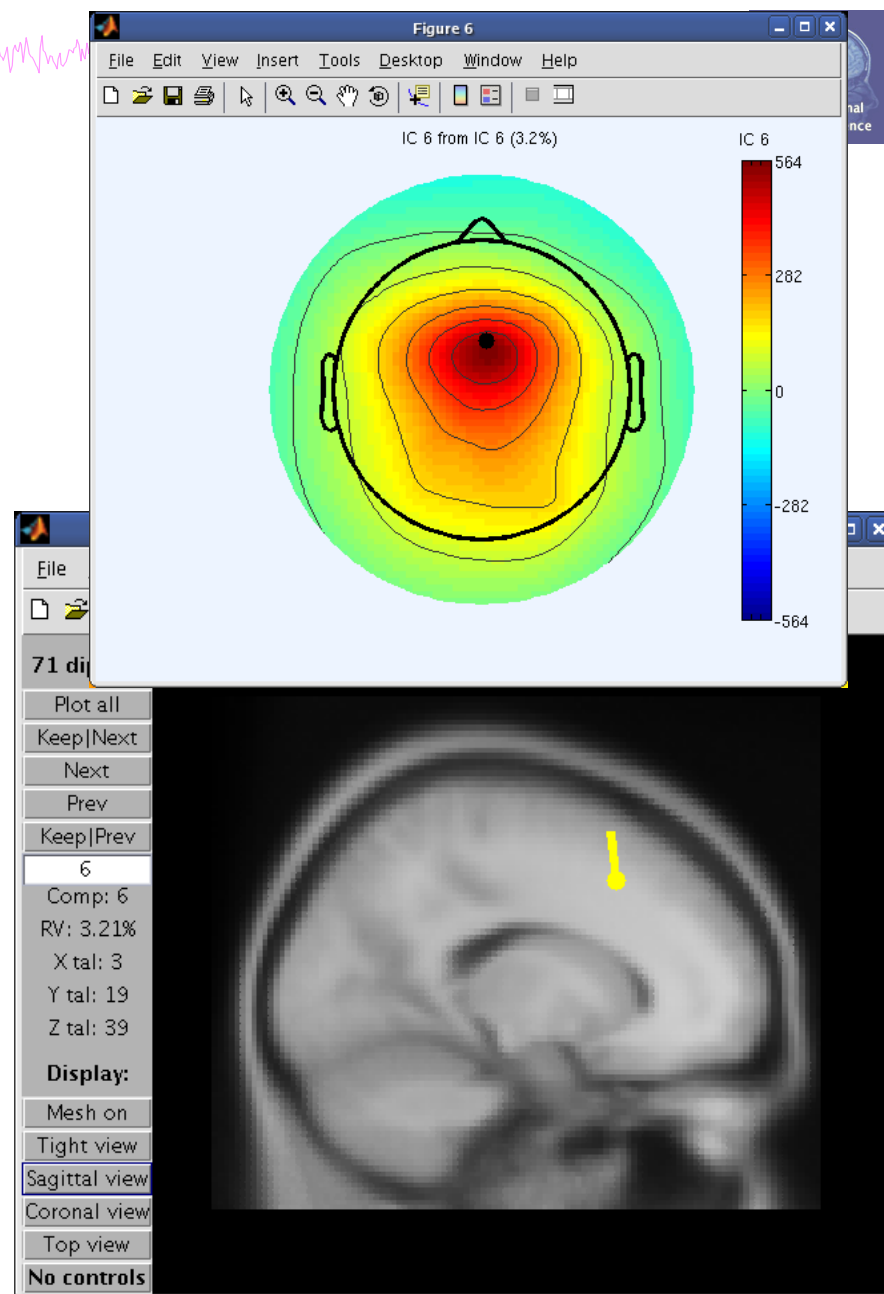 Figure 6
File Edit View Insert Tools Desktop Window Help
IC 6 from IC 6 (3.2%)
IC 6
564
282
0
-282
-564
File
71
Plot all
Keep|Next
Next
Prev
Keep|Prev
6
Comp: 6
RV: 3.21%
X tal: 3
Y tal: 19
Z tal: 39
Display:
Mesh on
Tight view
Sagittal view
Coronal view
Top view
No controls